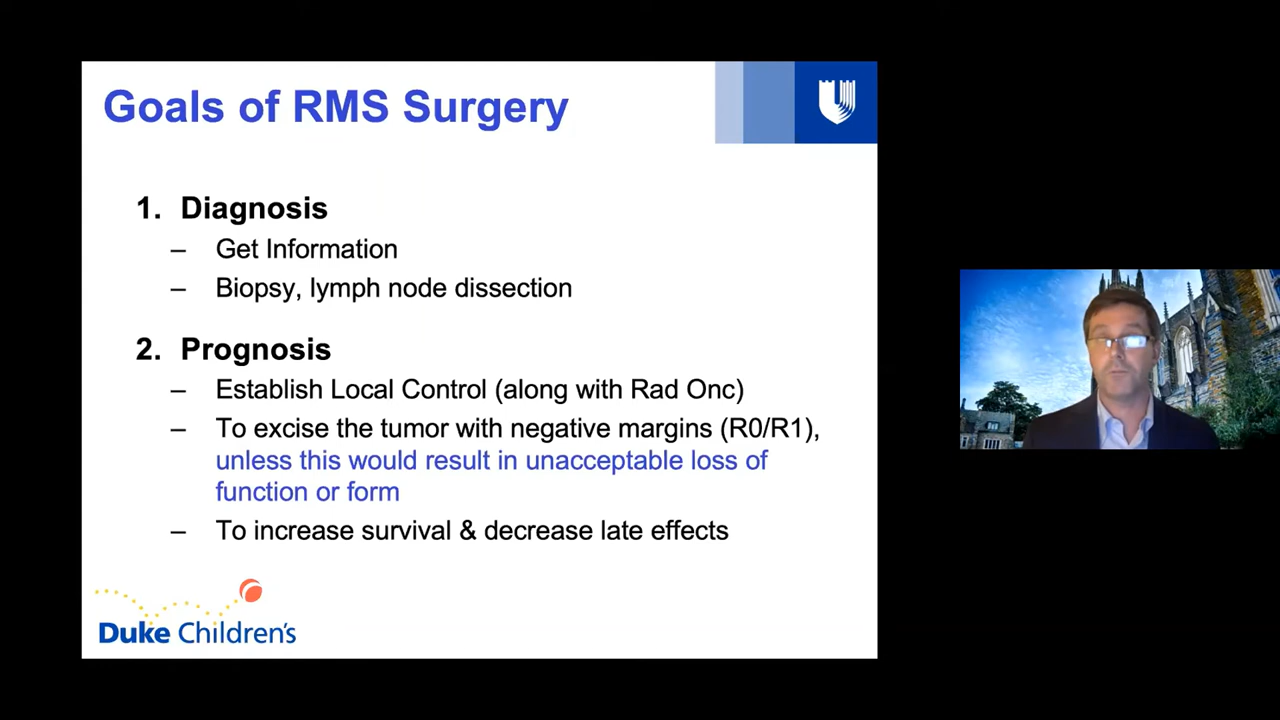 Goals of RMS Surgery
1. Diagnosis
– Get Information
– Biopsy, lymph node dissection
2. Prognosis
– Establish Local Control (along with Rad Onc)
– To excise the tumor with negative margins (R0/R1),
unless this would result in unacceptable loss of
function or form
– To increase survival & decrease late effects
Duke Children's